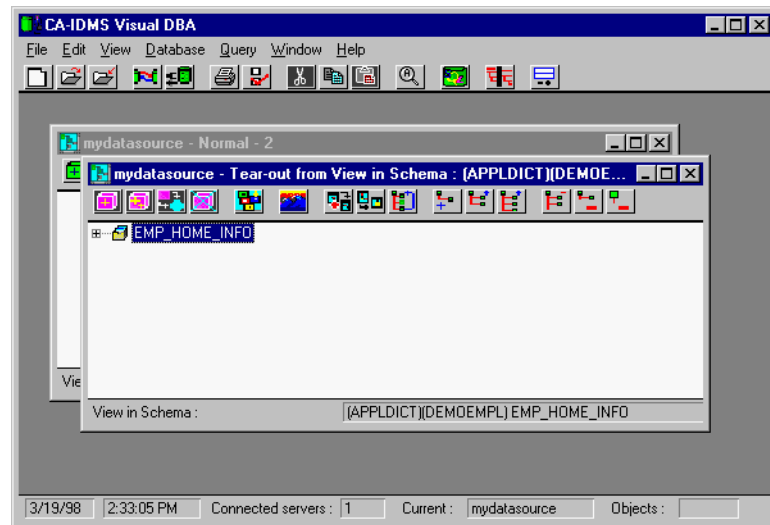 CA-IDMS Visual DBA
File Edit View Database Query Window Help
mydatasource - Normal - 2
mydatasource - Tear-out from View in Schema : (APPLDICT)(DEMOE...
EMP_HOME_INFO
Vie
View in Schema : (APPLDICT)(DEMOEMPL) EMP_HOME_INFO
3/19/98 2:33:05 PM Connected servers : 1 Current : mydatasource Objects :